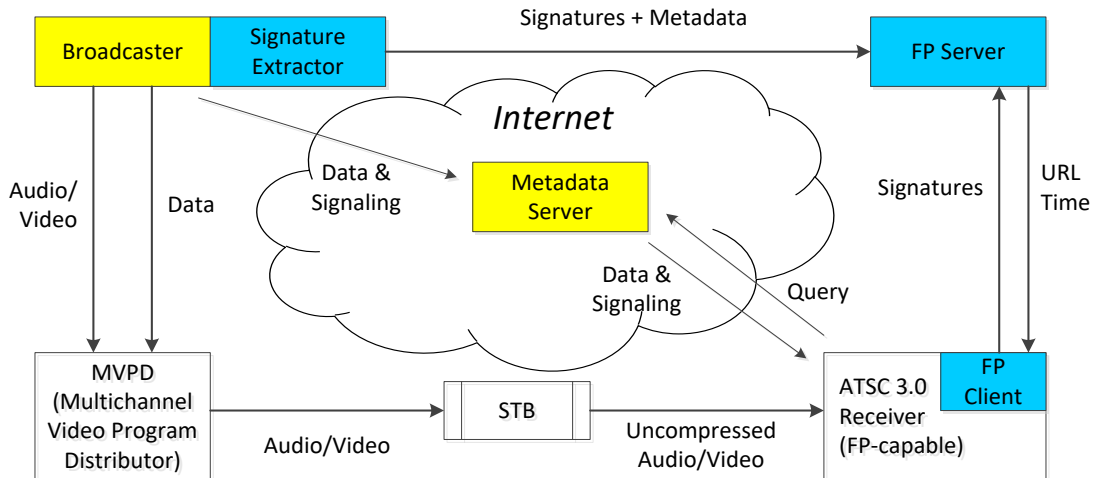 Signatures + Metadata
Broadcaster
Signature
Extractor
FP Server
Internet
Data &
Signaling
Metadata
Server
Audio/
Video
Data
Signatures
URL
Time
Data &
Signaling
Query
MVPD
(Multichannel
Video Program
Distributor)
Audio/Video
STB
Uncompressed
Audio/Video
ATSC 3.0
Receiver
(FP-capable)
FP
Client